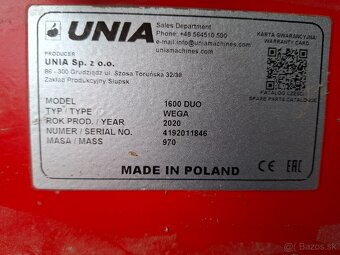 UNIA
Sales Department
Phone: +48 564510 500
e-mail:info@uniamachines.com
uniamachines.com
KARTA GWARANCYJNA
WARRANTY CARD
PRODUCER
UNIA Sp. z o.o.
86 - 300 Grudziądz ul. Szosa Toruńska 32/38
Zakład Produkcyjny Słupsk
KATALOG CZĘŚCI
SPARE PARTS CATALOG
MODEL 1600 DUO
TYP / TYPE WEGA
ROK PROD. / YEAR 2020
NUMER / SERIAL NO. 4192011846
MASA / MASS 970
MADE IN POLAND
CE EAC
bazos.sk